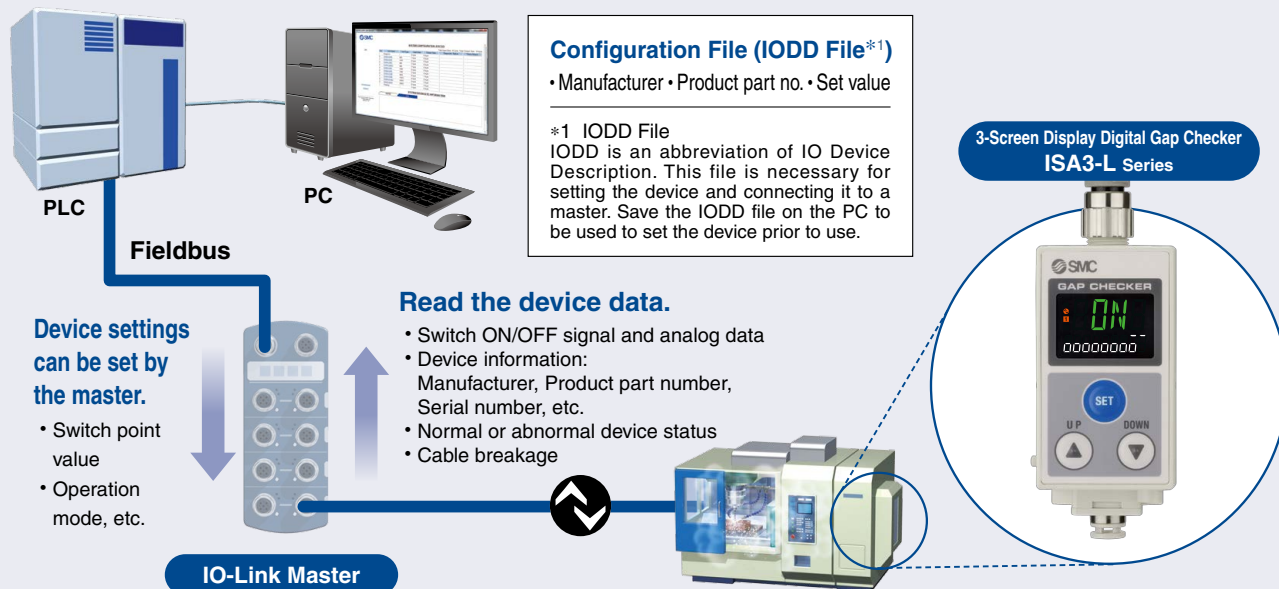 PLC
PC
Fieldbus
Configuration File (IODD File*1)
• Manufacturer • Product part no. • Set value
*1 IODD File
IODD is an abbreviation of IO Device
Description. This file is necessary for
setting the device and connecting it to a
master. Save the IODD file on the PC to
be used to set the device prior to use.
3-Screen Display Digital Gap Checker
ISA3-L Series
Device settings
can be set by
the master.
• Switch point
value
• Operation
mode, etc.
Read the device data.
• Switch ON/OFF signal and analog data
• Device information:
Manufacturer, Product part number,
Serial number, etc.
• Normal or abnormal device status
• Cable breakage
IO-Link Master
SMC
SMC
GAP CHECKER
ON
--
00000000
SET
UP
DOWN